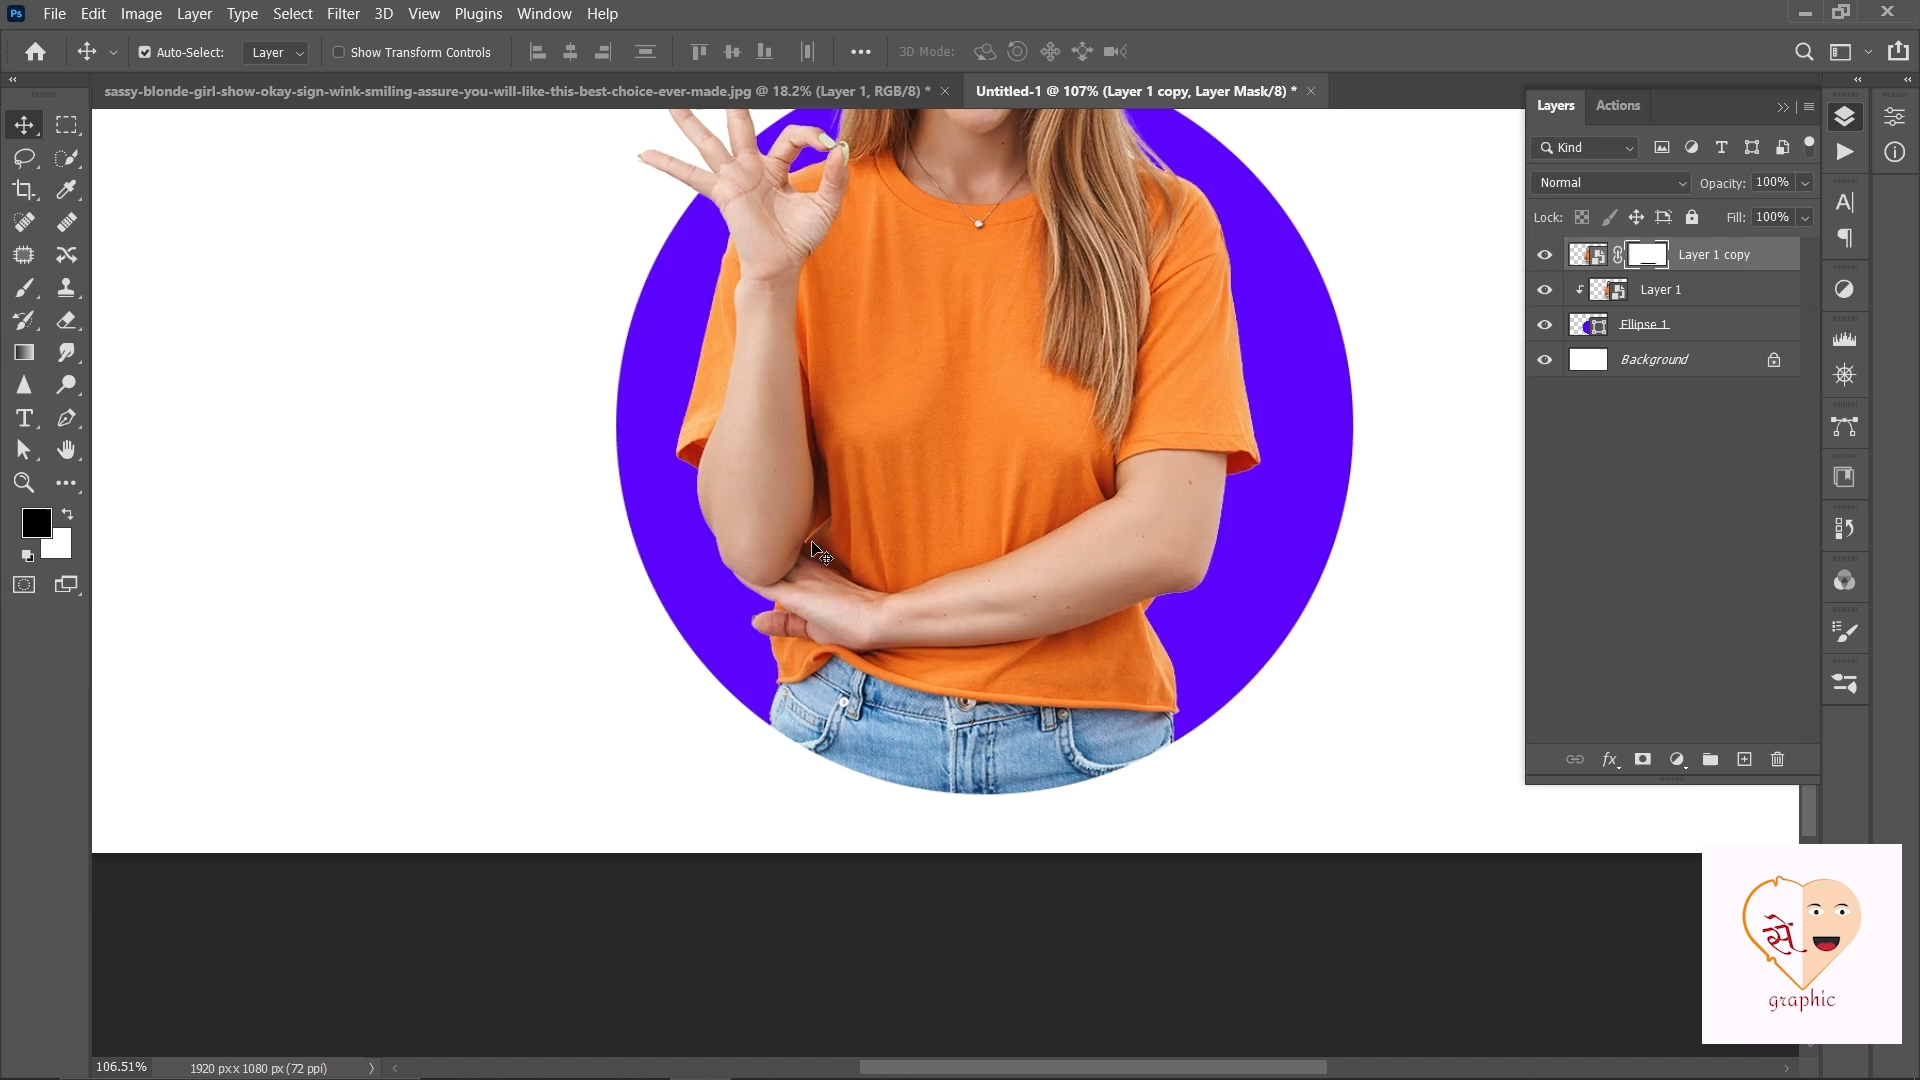 Ps File Edit Image Layer Type Select Filter 3D View Plugins Window Help
Auto-Select: Layer Show Transform Controls 3D Mode:
sassy-blonde-girl-show-okay-sign-wink-smiling-assure-you-will-like-this-best-choice-ever-made.jpg @ 18.2% (Layer 1, RGB/8) * Untitled-1 @ 107% (Layer 1 copy, Layer Mask/8) *
Layers Actions
Kind
Normal Opacity: 100%
Lock: Fill: 100%
Layer 1 copy
Layer 1
Ellipse 1
Background
से
graphic
106.51% 1920 px x 1080 px (72 ppi)